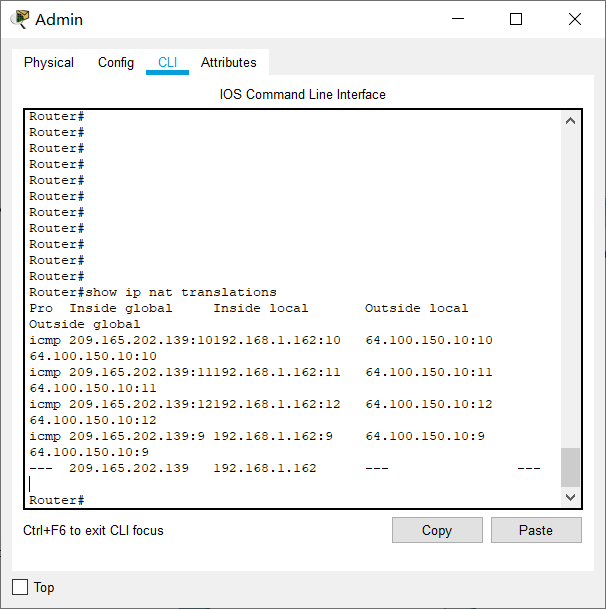 Admin
Physical Config CLI Attributes
IOS Command Line Interface
Router#
Router#
Router#
Router#
Router#
Router#
Router#
Router#
Router#
Router#
Router#
Router#show ip nat translations
Pro  Inside global     Inside local       Outside local
Outside global
icmp 209.165.202.139:10192.168.1.162:10   64.100.150.10:10
64.100.150.10:10
icmp 209.165.202.139:11192.168.1.162:11   64.100.150.10:11
64.100.150.10:11
icmp 209.165.202.139:12192.168.1.162:12   64.100.150.10:12
64.100.150.10:12
icmp 209.165.202.139:9 192.168.1.162:9    64.100.150.10:9
64.100.150.10:9
---  209.165.202.139   192.168.1.162      ---                ---
Router#
Ctrl+F6 to exit CLI focus Copy Paste
Top